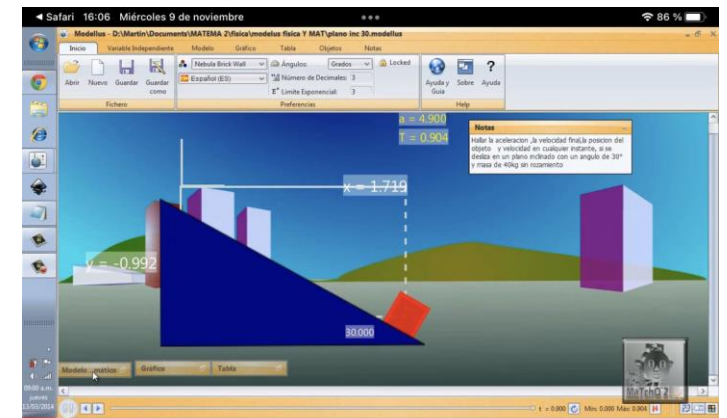 ◄ Safari 16:06 Miércoles 9 de noviembre
86 %
Modellus - D:\Martin\Documents\MATEMA 2\fisica\modelus fisica Y MAT\plano inc 30.modellus
Inicio Variable Independiente Modelo Gráfico Tabla Objetos Notas
Abrir Nuevo Guardar Guardar como
Fichero
Nebula Brick Wall
Español (ES)
Ángulos: Grados
Número de Decimales: 3
Límite Exponencial: 3
Locked
Preferencias
Ayuda y Guia Sobre Ayuda
Help
a = 4.900
T = 0.904
Notas
Hallar la aceleracion ,la velocidad final,la posicion del
objeto y velocidad en cualquier instante, si se
desliza en un plano inclinado con un angulo de 30°
y masa de 40kg sin rozamiento
x = 1.719
y = -0.992
30.000
Gráfico Tabla
MaTchQ 2
09:00 a.m.
jueves
13/03/2014
t = 0.900 Min: 0.000 Máx: 0.904